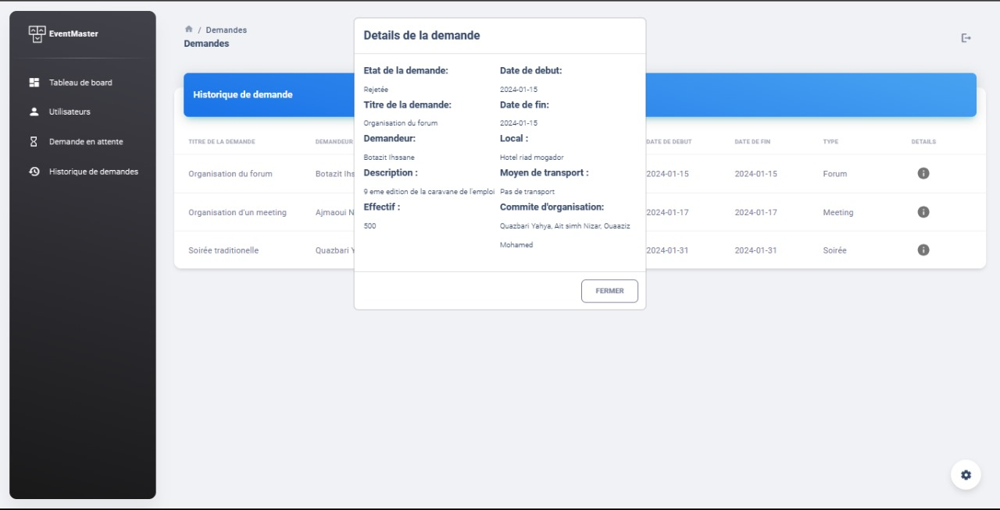 EventMaster
Tableau de board
Utilisateurs
Demande en attente
Historique de demandes
/ Demandes
Demandes
Historique de demande
TITRE DE LA DEMANDE DEMANDEUR DATE DE DEBUT DATE DE FIN TYPE DETAILS
Organisation du forum Botazit Ihs 2024-01-15 2024-01-15 Forum
Organisation d'un meeting Ajmaoui N 2024-01-17 2024-01-17 Meeting
Soirée traditionelle Quazbari Y 2024-01-31 2024-01-31 Soirée
Details de la demande
Etat de la demande: Date de debut:
Rejetée 2024-01-15
Titre de la demande: Date de fin:
Organisation du forum 2024-01-15
Demandeur: Local :
Botazit Ihssane Hotel riad mogador
Description : Moyen de transport :
9 eme edition de la caravane de l'emploi Pas de transport
Effectif : Commite d'organisation:
500 Quazbari Yahya, Ait simh Nizar, Ouaaziz
Mohamed
FERMER